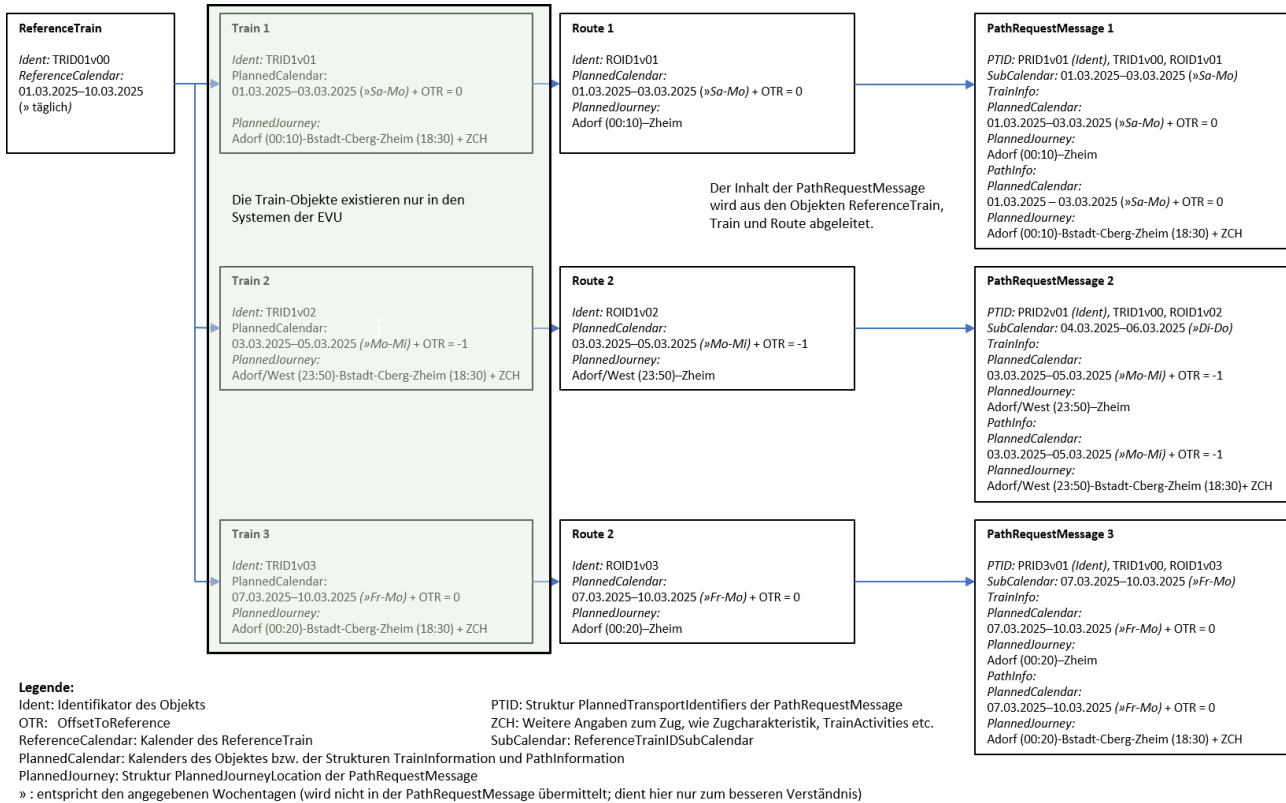 ReferenceTrain
Ident: TRID01v00
ReferenceCalendar:
01.03.2025–10.03.2025
(» täglich)
Train 1
Ident: TRID1v01
PlannedCalendar:
01.03.2025–03.03.2025 (»Sa-Mo) + OTR = 0
PlannedJourney:
Adorf (00:10)-Bstadt-Cberg-Zheim (18:30) + ZCH
Route 1
Ident: ROID1v01
PlannedCalendar:
01.03.2025–03.03.2025 (»Sa-Mo) + OTR = 0
PlannedJourney:
Adorf (00:10)–Zheim
PathRequestMessage 1
PTID: PRID1v01 (Ident), TRID1v00, ROID1v01
SubCalendar: 01.03.2025–03.03.2025 (»Sa-Mo)
TrainInfo:
PlannedCalendar:
01.03.2025–03.03.2025 (»Sa-Mo) + OTR = 0
PlannedJourney:
Adorf (00:10)–Zheim
PathInfo:
PlannedCalendar:
01.03.2025 – 03.03.2025 (»Sa-Mo) + OTR = 0
PlannedJourney:
Adorf (00:10)-Bstadt-Cberg-Zheim (18:30) + ZCH
Die Train-Objekte existieren nur in den
Systemen der EVU
Der Inhalt der PathRequestMessage
wird aus den Objekten ReferenceTrain,
Train und Route abgeleitet.
Train 2
Ident: TRID1v02
PlannedCalendar:
03.03.2025–05.03.2025 (»Mo-Mi) + OTR = -1
PlannedJourney:
Adorf/West (23:50)-Bstadt-Cberg-Zheim (18:30) + ZCH
i
Route 2
Ident: ROID1v02
PlannedCalendar:
03.03.2025–05.03.2025 (»Mo-Mi) + OTR = -1
PlannedJourney:
Adorf/West (23:50)–Zheim
PathRequestMessage 2
PTID: PRID2v01 (Ident), TRID1v00, ROID1v02
SubCalendar: 04.03.2025–06.03.2025 (»Di-Do)
TrainInfo:
PlannedCalendar:
03.03.2025–05.03.2025 (»Mo-Mi) + OTR = -1
PlannedJourney:
Adorf/West (23:50)–Zheim
PathInfo:
PlannedCalendar:
03.03.2025–05.03.2025 (»Mo-Mi) + OTR = -1
PlannedJourney:
Adorf/West (23:50)-Bstadt-Cberg-Zheim (18:30)+ ZCH
Train 3
Ident: TRID1v03
PlannedCalendar:
07.03.2025–10.03.2025 (»Fr-Mo) + OTR = 0
PlannedJourney:
Adorf (00:20)-Bstadt-Cberg-Zheim (18:30) + ZCH
Route 2
Ident: ROID1v03
PlannedCalendar:
07.03.2025–10.03.2025 (»Fr-Mo) + OTR = 0
PlannedJourney:
Adorf (00:20)–Zheim
PathRequestMessage 3
PTID: PRID3v01 (Ident), TRID1v00, ROID1v03
SubCalendar: 07.03.2025–10.03.2025 (»Fr-Mo)
TrainInfo:
PlannedCalendar:
07.03.2025–10.03.2025 (»Fr-Mo) + OTR = 0
PlannedJourney:
Adorf (00:20)–Zheim
PathInfo:
PlannedCalendar:
07.03.2025–10.03.2025 (»Fr-Mo) + OTR = 0
PlannedJourney:
Adorf (00:20)-Bstadt-Cberg-Zheim (18:30) + ZCH
Legende:
Ident: Identifikator des Objekts
OTR: OffsetToReference
ReferenceCalendar: Kalender des ReferenceTrain
PTID: Struktur PlannedTransportIdentifiers der PathRequestMessage
ZCH: Weitere Angaben zum Zug, wie Zugcharakteristik, TrainActivities etc.
SubCalendar: ReferenceTrainIDSubCalendar
PlannedCalendar: Kalenders des Objektes bzw. der Strukturen TrainInformation und PathInformation
PlannedJourney: Struktur PlannedJourneyLocation der PathRequestMessage
» : entspricht den angegebenen Wochentagen (wird nicht in der PathRequestMessage übermittelt; dient hier nur zum besseren Verständnis)